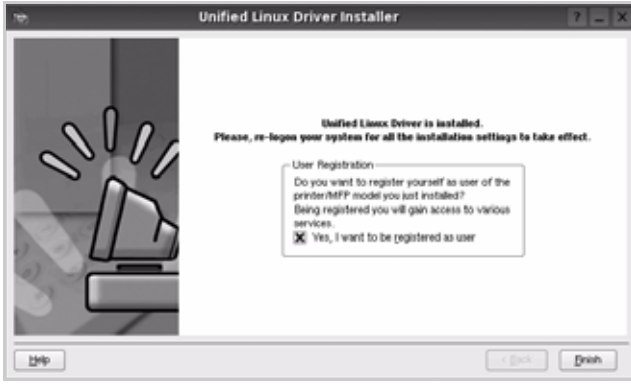 Unified Linux Driver Installer
? _ X
Unified Linux Driver is installed.
Please, re-logon your system for all the installation settings to take effect.
User Registration
Do you want to register yourself as user of the
printer/MFP model you just installed?
Being registered you will gain access to various
services.
Yes, I want to be registered as user
Help
< Back
Finish